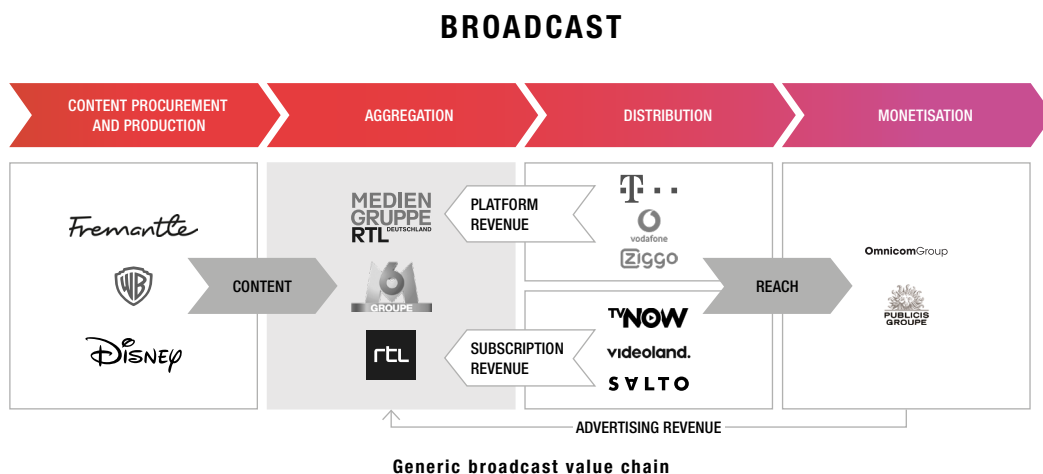 BROADCAST
CONTENT PROCUREMENT
AND PRODUCTION
AGGREGATION
DISTRIBUTION
MONETISATION
Fremantle
WB
Disney
CONTENT
MEDIEN
GRUPPE
RTL DEUTSCHLAND
6
GROUPE
rtl
PLATFORM
REVENUE
SUBSCRIPTION
REVENUE
T
vodafone
ziggo
TVNOW
videoland.
SALTO
REACH
OmnicomGroup
PUBLICIS
GROUPE
ADVERTISING REVENUE
Generic broadcast value chain